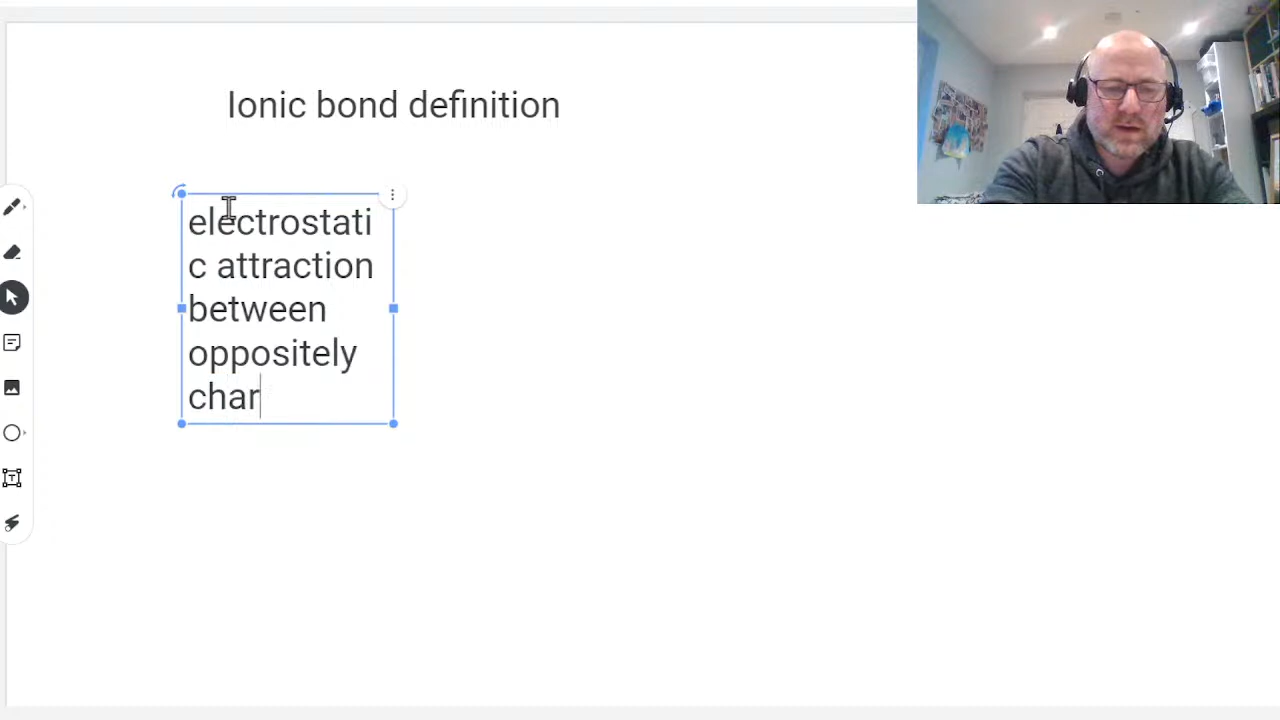 Ionic bond definition
electrostati
c attraction
between
oppositely
char